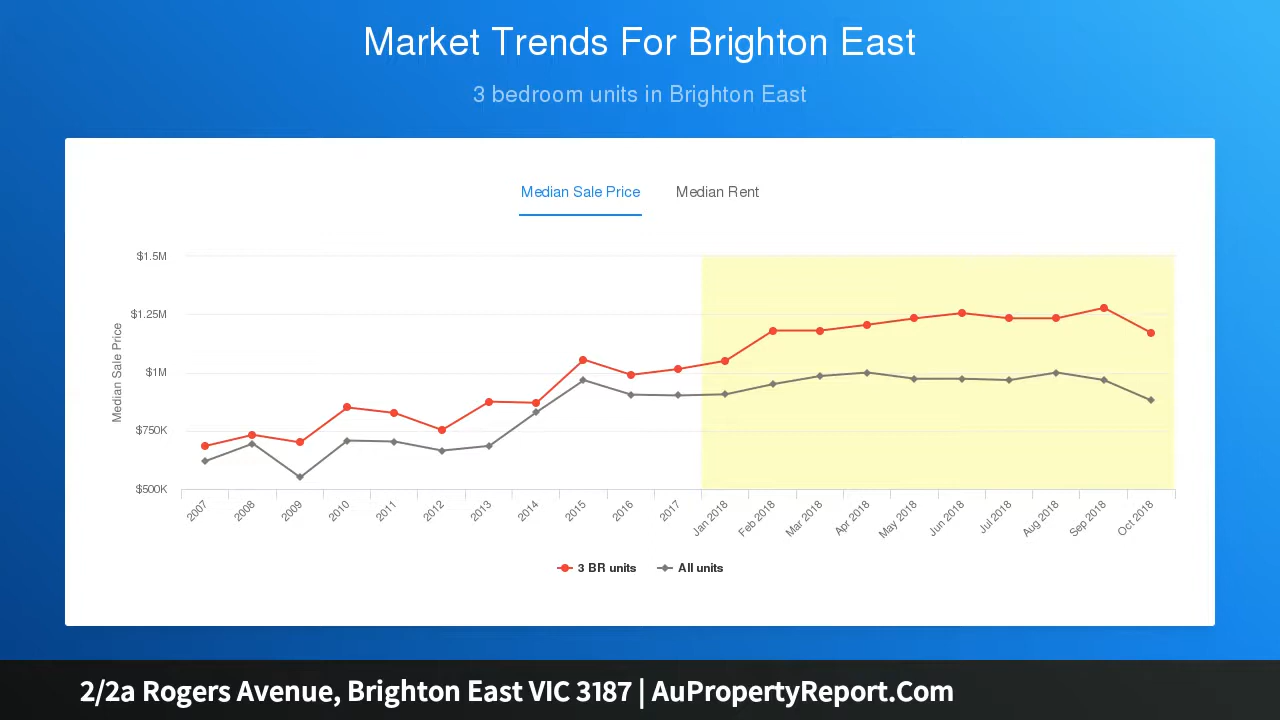 Market Trends For Brighton East
3 bedroom units in Brighton East
Median Sale Price Median Rent
$1.5M
$1.25M
$1M
$750K
$500K
Median Sale Price
2007 2008 2009 2010 2011 2012 2013 2014 2015 2016 2017 Jan 2018 Feb 2018 Mar 2018 Apr 2018 May 2018 Jun 2018 Jul 2018 Aug 2018 Sep 2018 Oct 2018
3 BR units All units
2/2a Rogers Avenue, Brighton East VIC 3187 | AuPropertyReport.Com